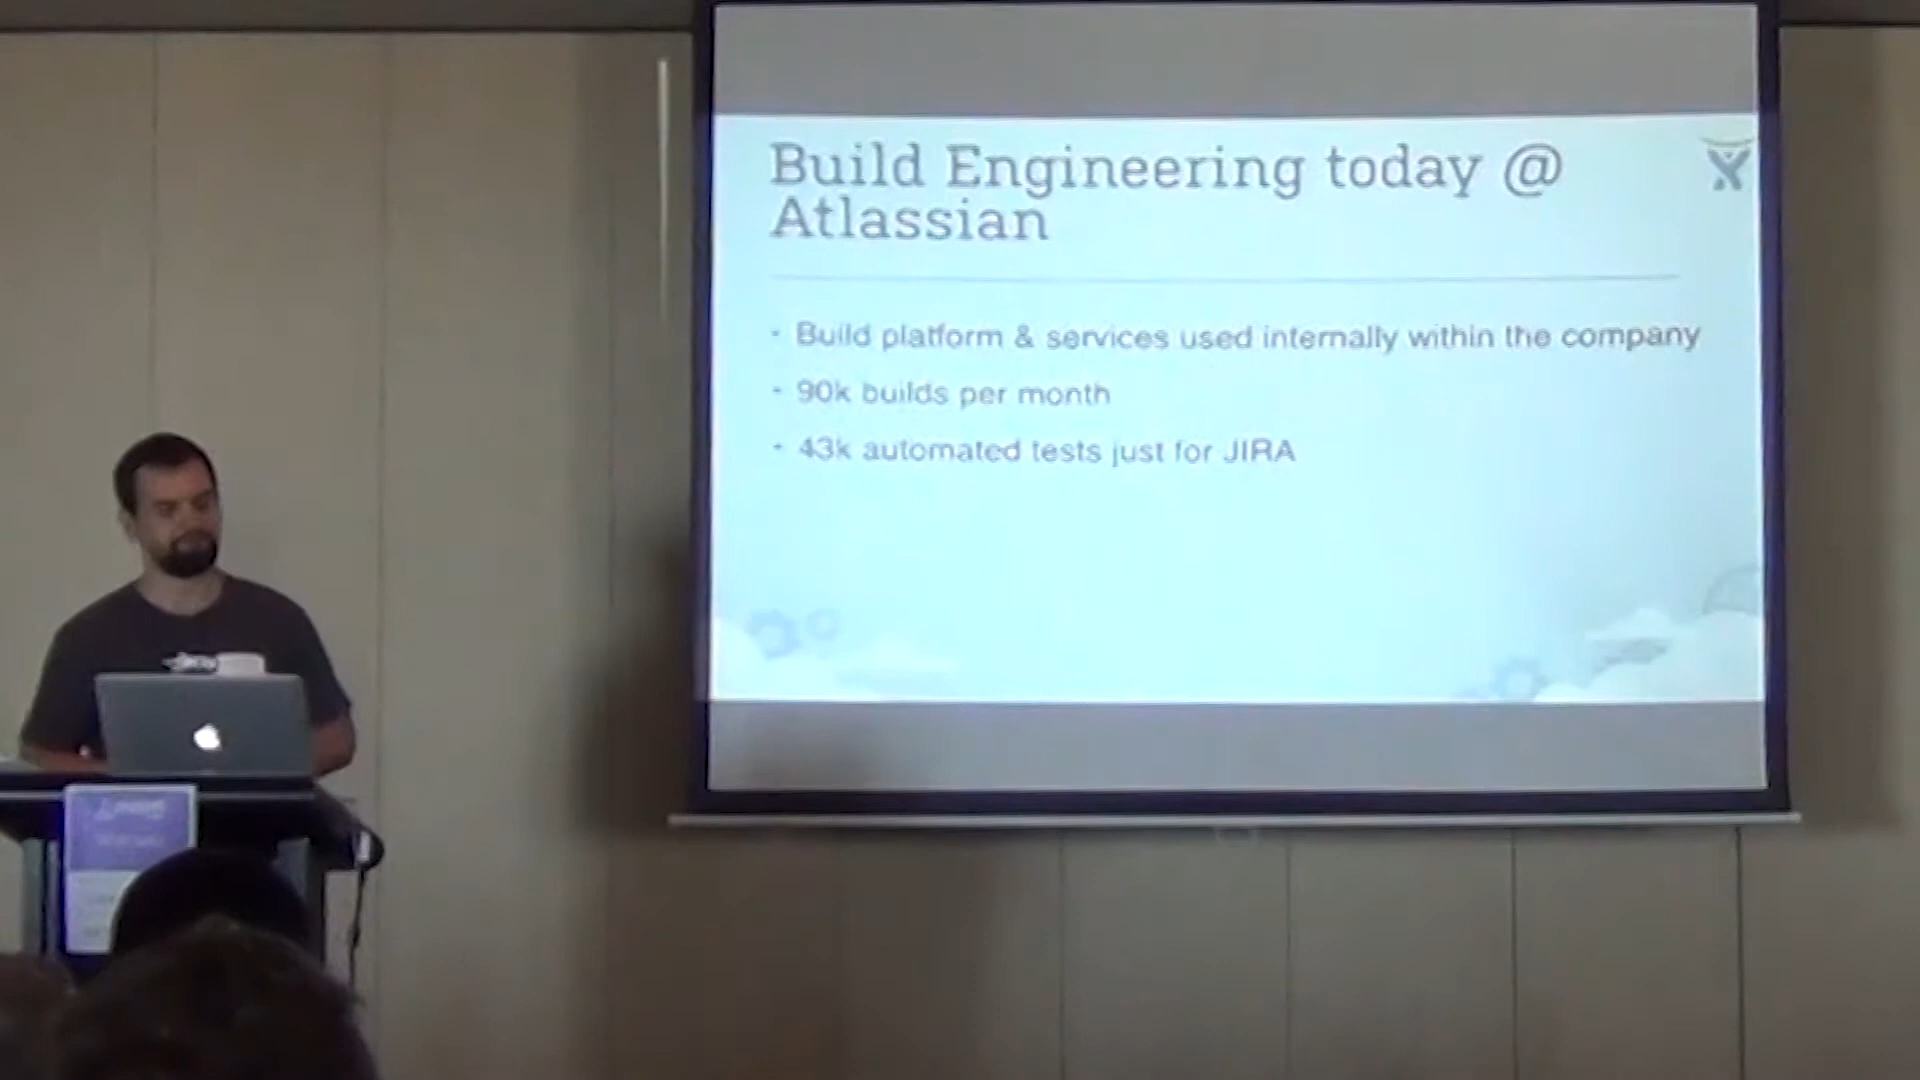 Build Engineering today @
Atlassian
- Build platform & services used internally within the company
- 90k builds per month
- 43k automated tests just for JIRA